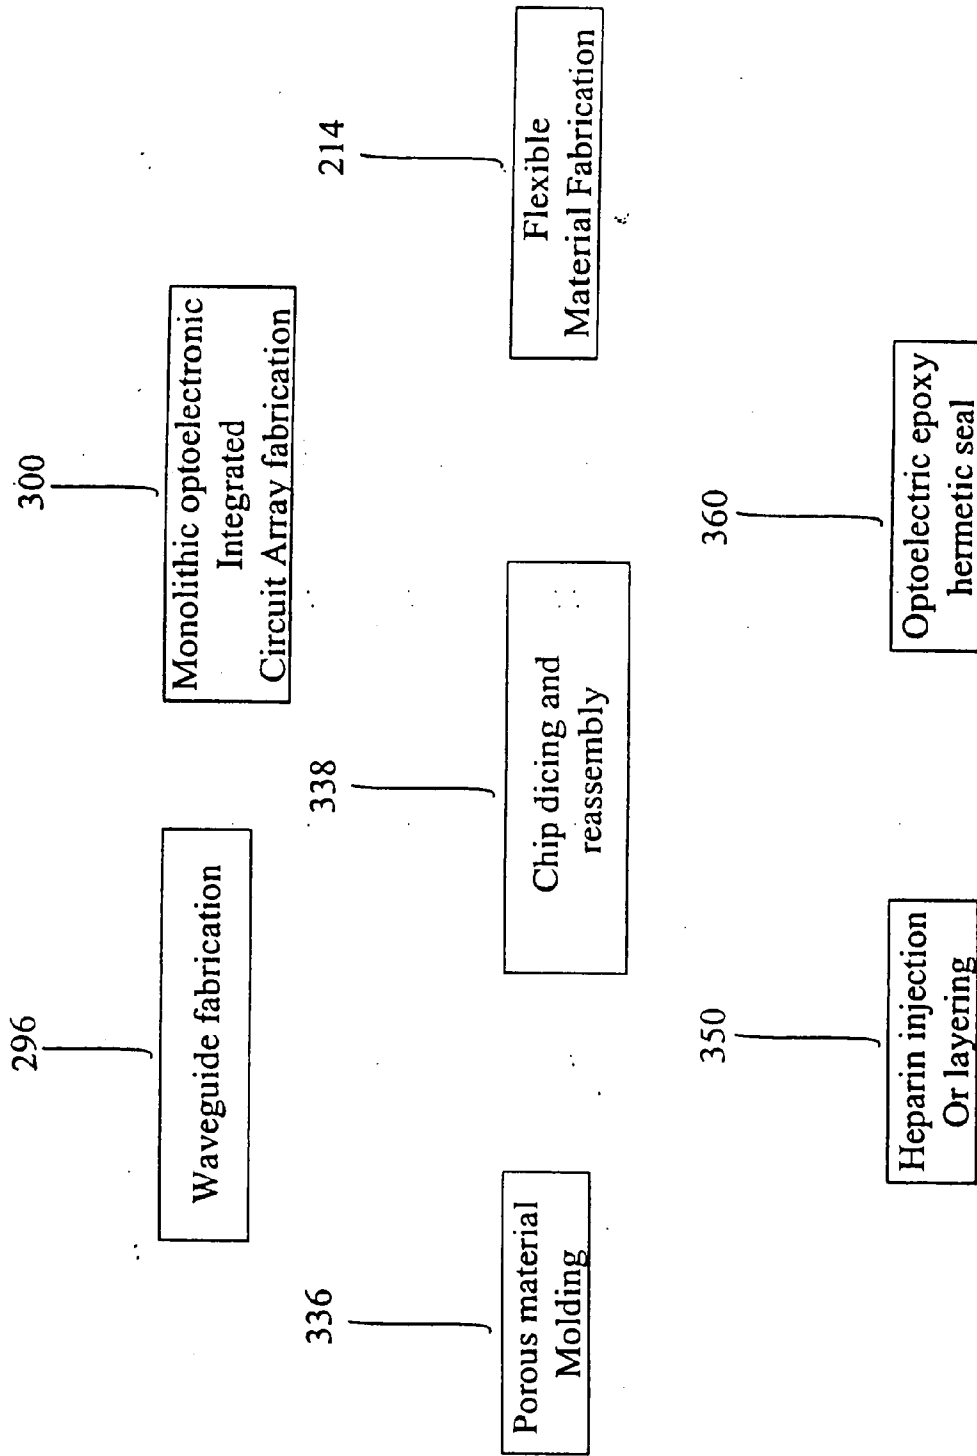 296
Waveguide fabrication
300
Monolithic optoelectronic
Integrated
Circuit Array fabrication
336
Porous material
Molding
338
Chip dicing and
reassembly
214
Flexible
Material Fabrication
350
Heparin injection
Or layering
360
Optoelectric epoxy
hermetic seal